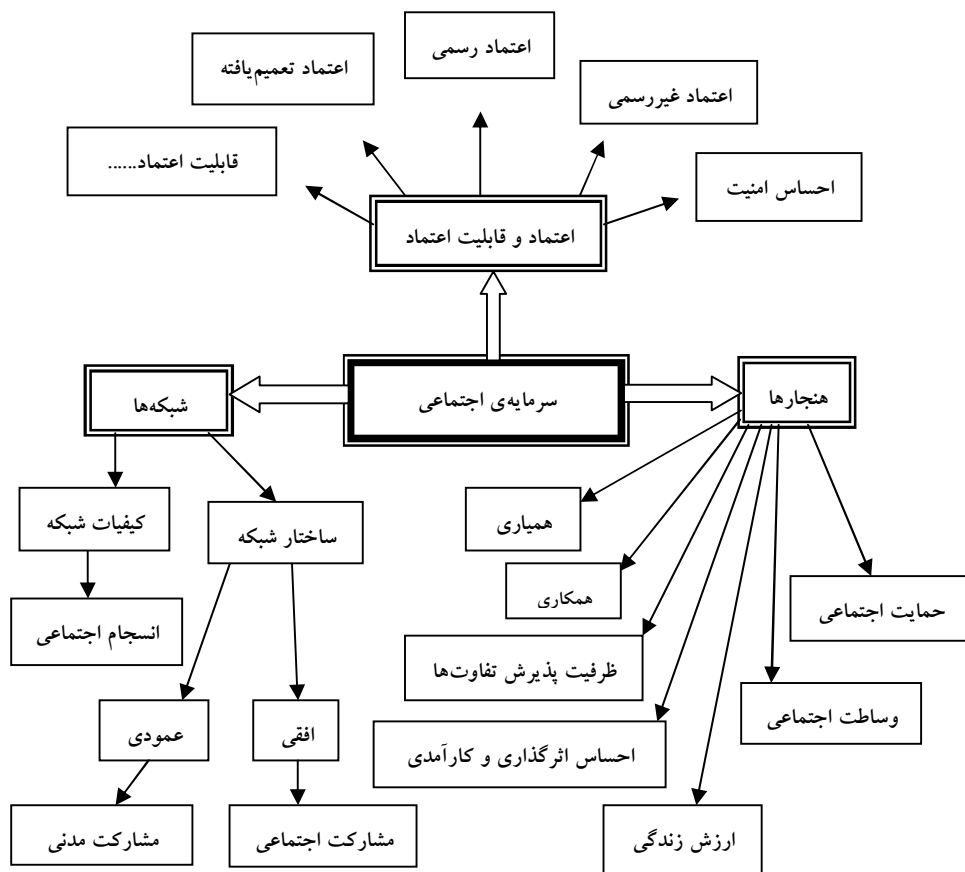 اعتماد رسمی
اعتماد تعمیم‌یافته
اعتماد غیررسمی
قابلیت اعتماد......
احساس امنیت
اعتماد و قابلیت اعتماد
هنجارها
سرمایه‌ی اجتماعی
شبکه‌ها
همیاری
کیفیات شبکه
ساختار شبکه
همکاری
حمایت اجتماعی
انسجام اجتماعی
ظرفیت پذیرش تفاوت‌ها
وساطت اجتماعی
افقی
عمودی
احساس اثرگذاری و کارآمدی
ارزش زندگی
مشارکت اجتماعی
مشارکت مدنی